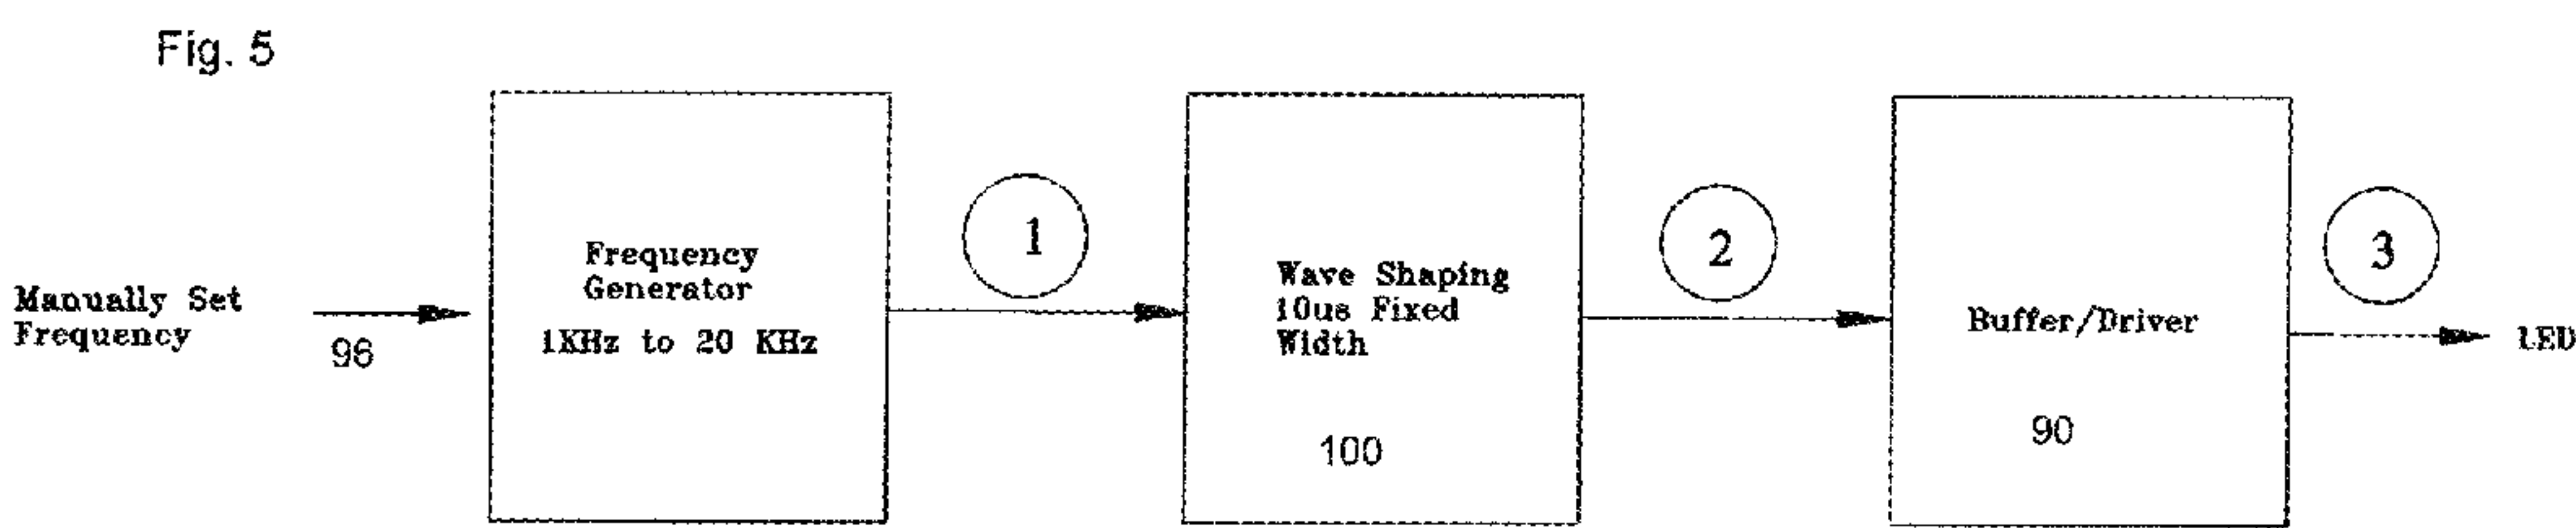 Fig. 5
Manually Set
Frequency
96
Frequency
Generator
1KHz to 20 KHz
1
Wave Shaping
10us Fixed
Width
100
2
Buffer/Driver
90
3
LED